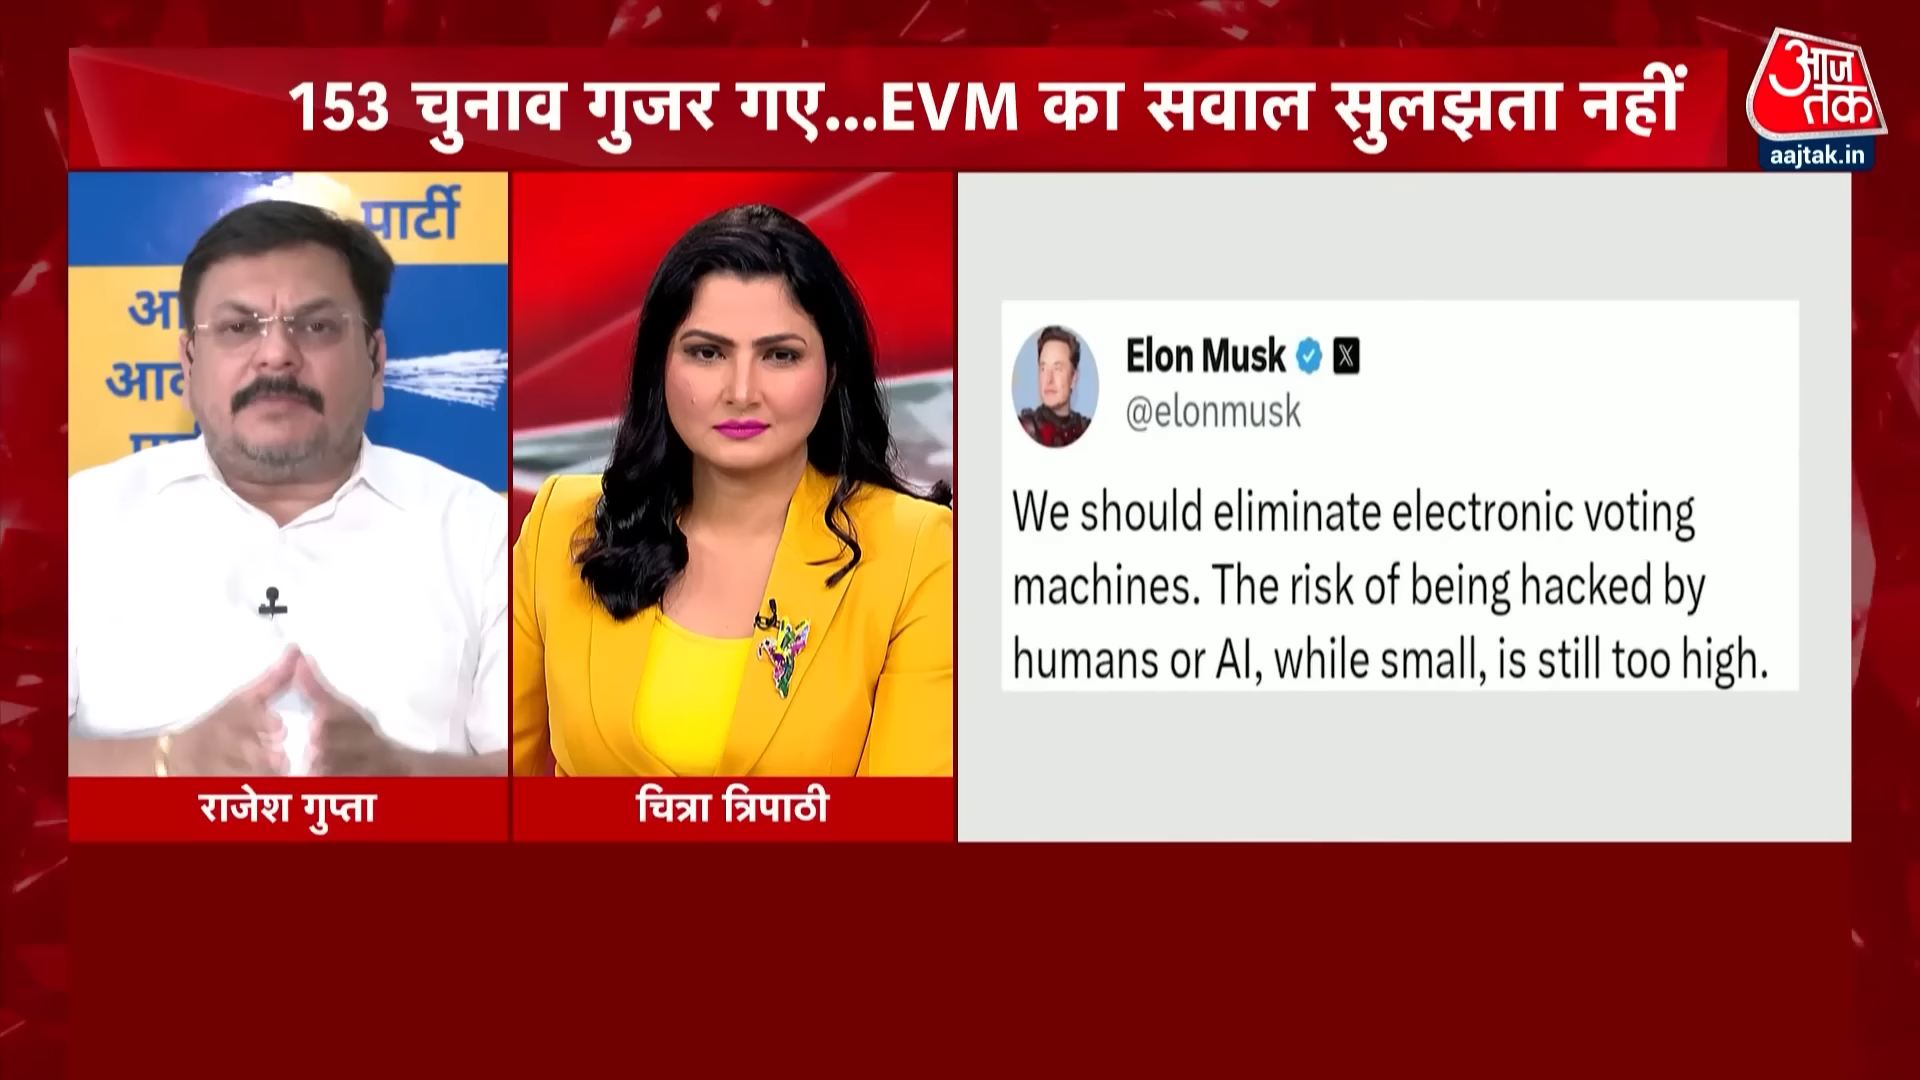 153 चुनाव गुजर गए...EVM का सवाल सुलझता नहीं
आज
तक
aajtak.in
पार्टी
Elon Musk
@elonmusk
We should eliminate electronic voting
machines. The risk of being hacked by
humans or AI, while small, is still too high.
राजेश गुप्ता
चित्रा त्रिपाठी